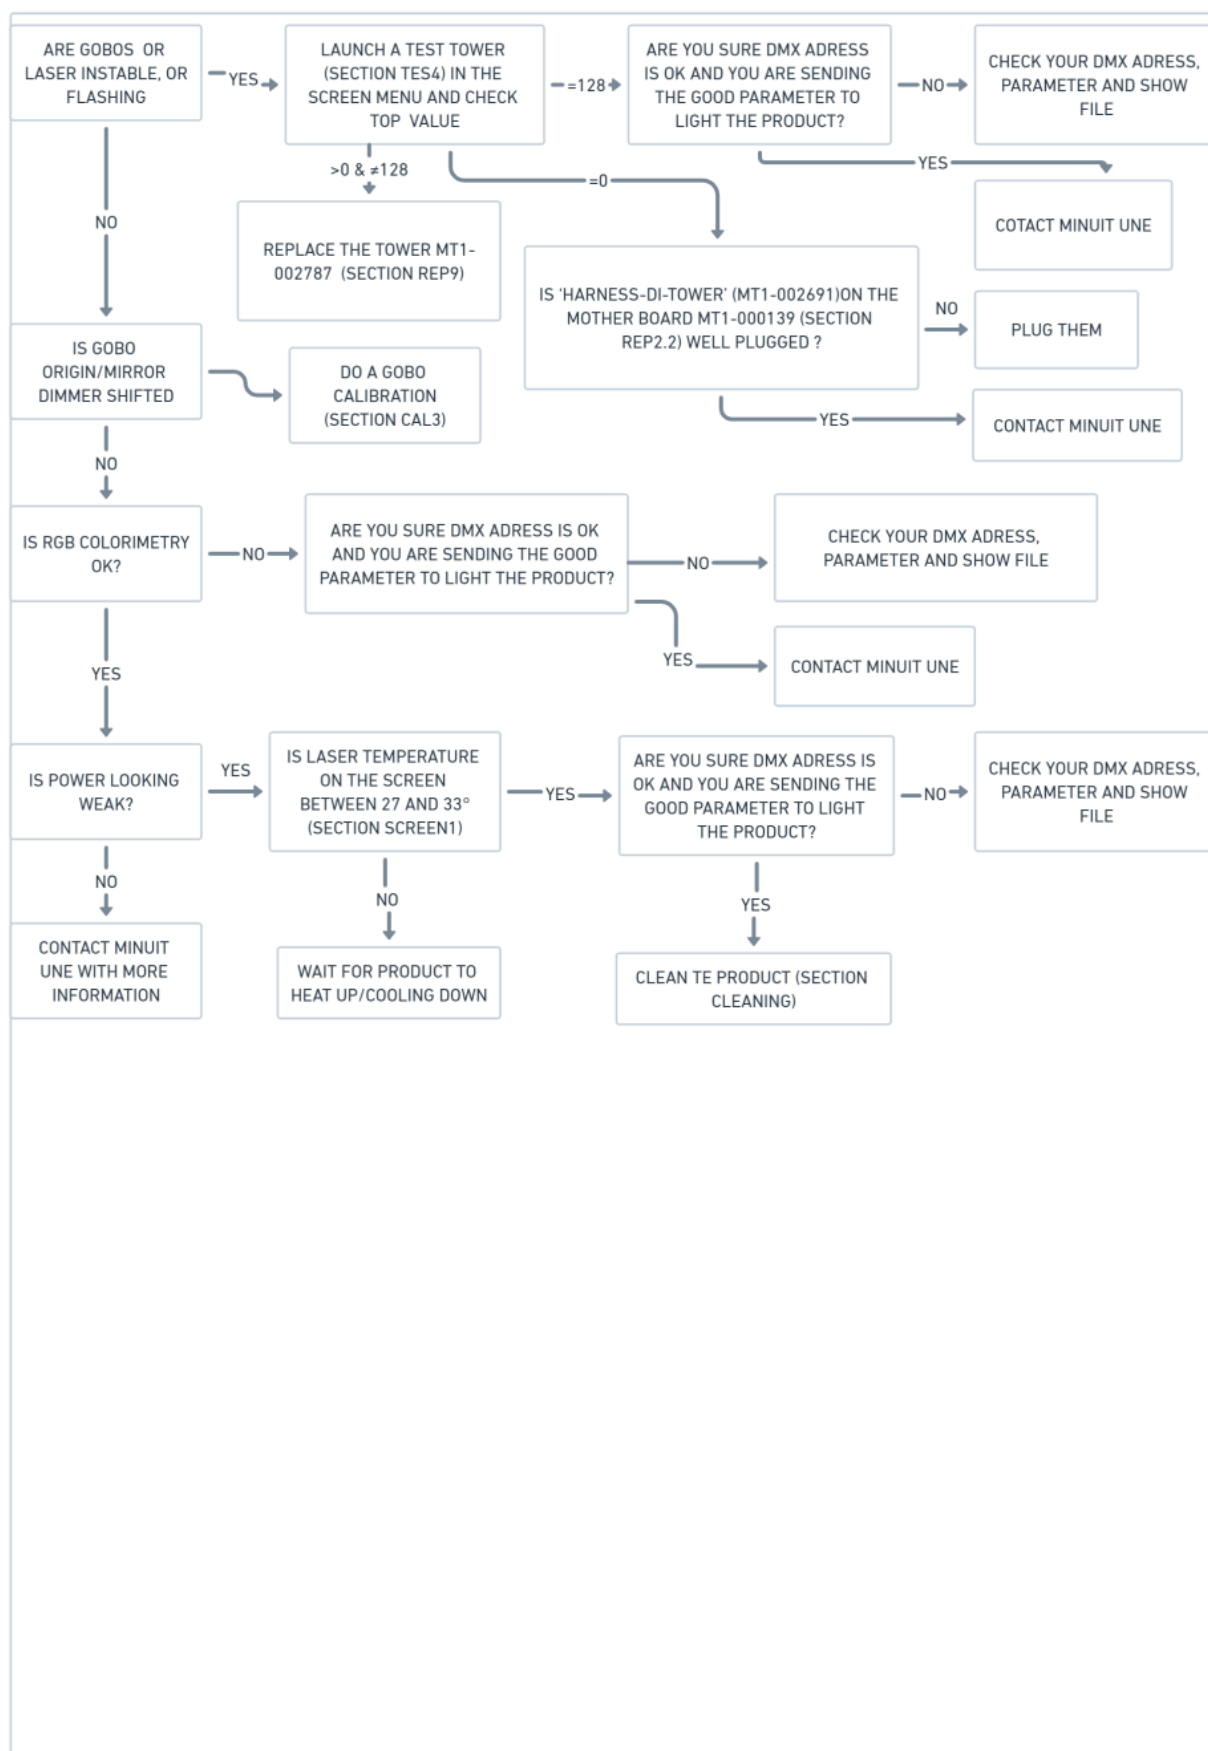 ARE GOBOS OR
LASER INSTABLE, OR
FLASHING
YES
LAUNCH A TEST TOWER
(SECTION TES4) IN THE
SCREEN MENU AND CHECK
TOP VALUE
=128
ARE YOU SURE DMX ADRESS
IS OK AND YOU ARE SENDING
THE GOOD PARAMETER TO
LIGHT THE PRODUCT?
NO
CHECK YOUR DMX ADRESS,
PARAMETER AND SHOW
FILE
YES
COTACT MINUIT UNE
>0 & ≠128
REPLACE THE TOWER MT1-
002787 (SECTION REP9)
=0
IS 'HARNESS-DI-TOWER' (MT1-002691)ON THE
MOTHER BOARD MT1-000139 (SECTION
REP2.2) WELL PLUGGED ?
NO
PLUG THEM
YES
CONTACT MINUIT UNE
NO
IS GOBO
ORIGIN/MIRROR
DIMMER SHIFTED
DO A GOBO
CALIBRATION
(SECTION CAL3)
NO
IS RGB COLORIMETRY
OK?
NO
ARE YOU SURE DMX ADRESS IS OK
AND YOU ARE SENDING THE GOOD
PARAMETER TO LIGHT THE PRODUCT?
NO
CHECK YOUR DMX ADRESS,
PARAMETER AND SHOW FILE
YES
CONTACT MINUIT UNE
YES
IS POWER LOOKING
WEAK?
YES
IS LASER TEMPERATURE
ON THE SCREEN
BETWEEN 27 AND 33°
(SECTION SCREEN1)
YES
ARE YOU SURE DMX ADRESS IS
OK AND YOU ARE SENDING THE
GOOD PARAMETER TO LIGHT
THE PRODUCT?
NO
CHECK YOUR DMX ADRESS,
PARAMETER AND SHOW
FILE
NO
CONTACT MINUIT
UNE WITH MORE
INFORMATION
NO
WAIT FOR PRODUCT TO
HEAT UP/COOLING DOWN
YES
CLEAN TE PRODUCT (SECTION
CLEANING)